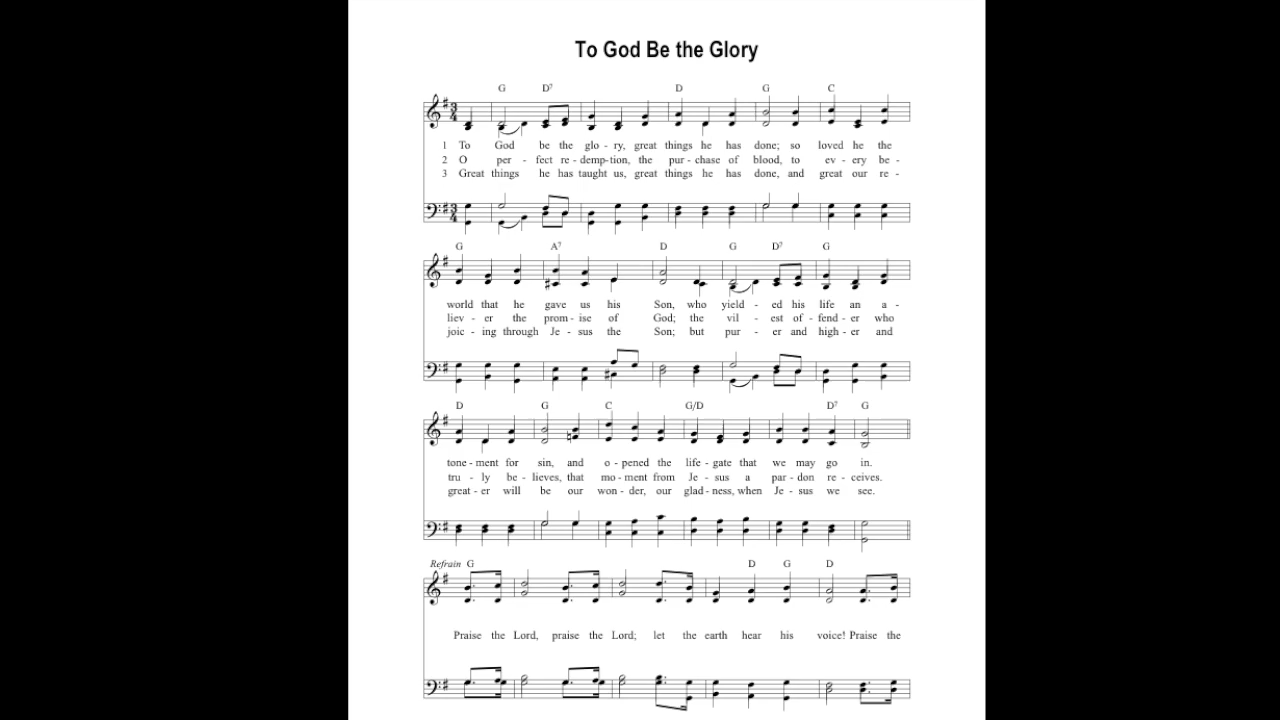 To God Be the Glory
G D7 D G C
3 4
1 To God be the glo - ry, great things he has done; so loved he the
2 O per - fect re - demp - tion, the pur - chase of blood, to ev - ery be -
3 Great things he has taught us, great things he has done, and great our re -
3 4
G A7 D G D7 G
world that he gave us his Son, who yield - ed his life an a -
liev - er the prom - ise of God; the vil - est of - fend - er who
joic - ing through Je - sus the Son; but pur - er and high - er and
D G C G/D D7 G
tone - ment for sin, and o - pened the life - gate that we may go in.
tru - ly be - lieves, that mo - ment from Je - sus a par - don re - ceives.
great - er will be our won - der, our glad - ness, when Je - sus we see.
Refrain G D G D
Praise the Lord, praise the Lord; let the earth hear his voice! Praise the